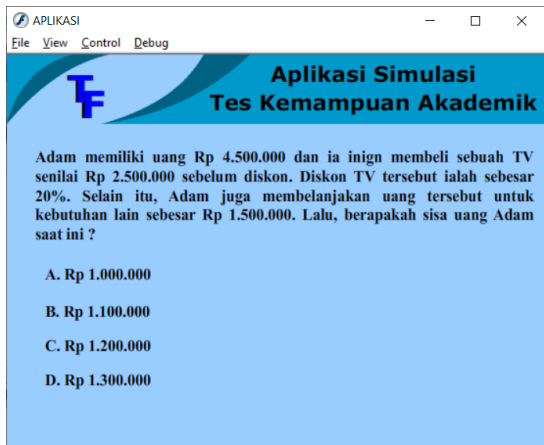 APLIKASI
File View Control Debug
TF
Aplikasi Simulasi
Tes Kemampuan Akademik
Adam memiliki uang Rp 4.500.000 dan ia inign membeli sebuah TV
senilai Rp 2.500.000 sebelum diskon. Diskon TV tersebut ialah sebesar
20%. Selain itu, Adam juga membelanjakan uang tersebut untuk
kebutuhan lain sebesar Rp 1.500.000. Lalu, berapakah sisa uang Adam
saat ini ?
A. Rp 1.000.000
B. Rp 1.100.000
C. Rp 1.200.000
D. Rp 1.300.000